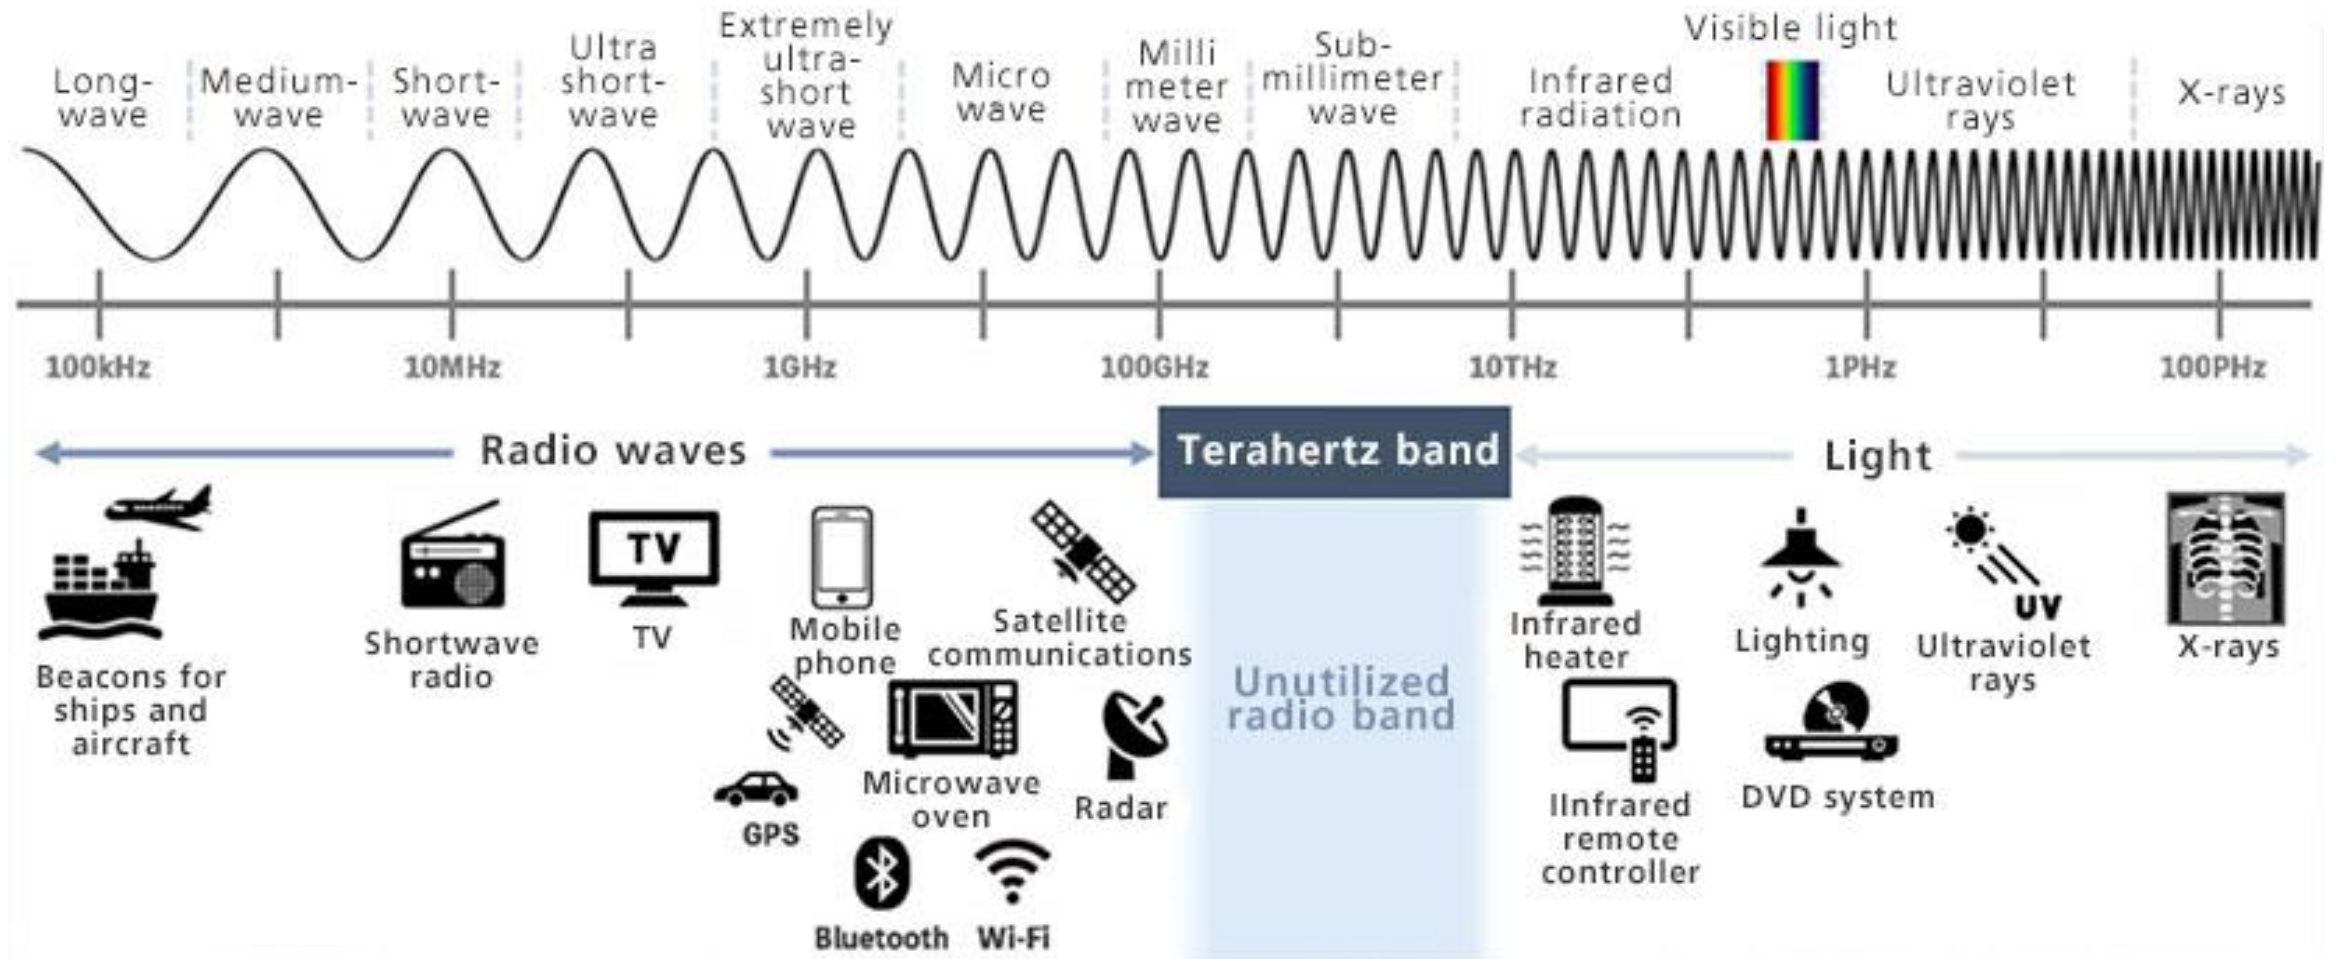 Long-
wave
Medium-
wave
Short-
wave
Ultra
short-
wave
Extremely
ultra-
short
wave
Micro
wave
Milli
meter
wave
Sub-
millimeter
wave
Infrared
radiation
Visible light
Ultraviolet
rays
X-rays
100kHz
10MHz
1GHz
100GHz
10THz
1PHz
100PHz
Radio waves
Terahertz band
Light
Beacons for
ships and
aircraft
Shortwave
radio
TV
TV
Mobile
phone
Satellite
communications
GPS
Microwave
oven
Radar
Bluetooth
Wi-Fi
Unutilized
radio band
Infrared
heater
IInfrared
remote
controller
Lighting
DVD system
UV
Ultraviolet
rays
X-rays